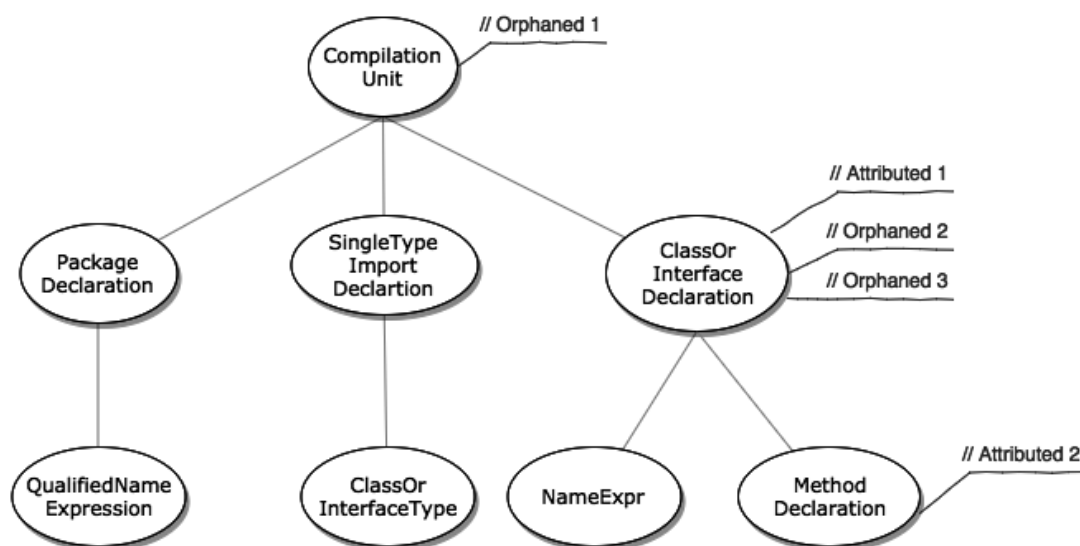 // Orphaned 1
Compilation
Unit
// Attributed 1
// Orphaned 2
// Orphaned 3
Package
Declaration
SingleType
Import
Declartion
ClassOr
Interface
Declaration
// Attributed 2
QualifiedName
Expression
ClassOr
InterfaceType
NameExpr
Method
Declaration